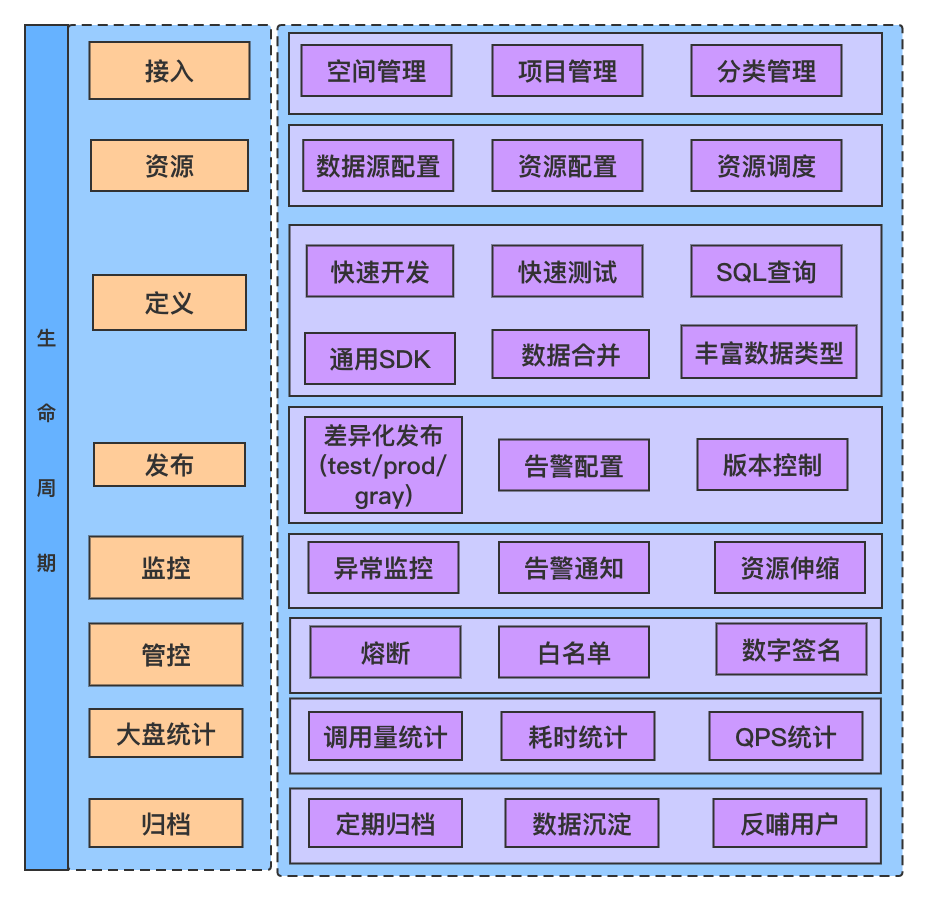 生
命
周
期
接入
空间管理
项目管理
分类管理
资源
数据源配置
资源配置
资源调度
定义
快速开发
快速测试
SQL查询
通用SDK
数据合并
丰富数据类型
发布
差异化发布
(test/prod/
gray)
告警配置
版本控制
监控
异常监控
告警通知
资源伸缩
管控
熔断
白名单
数字签名
大盘统计
调用量统计
耗时统计
QPS统计
归档
定期归档
数据沉淀
反哺用户